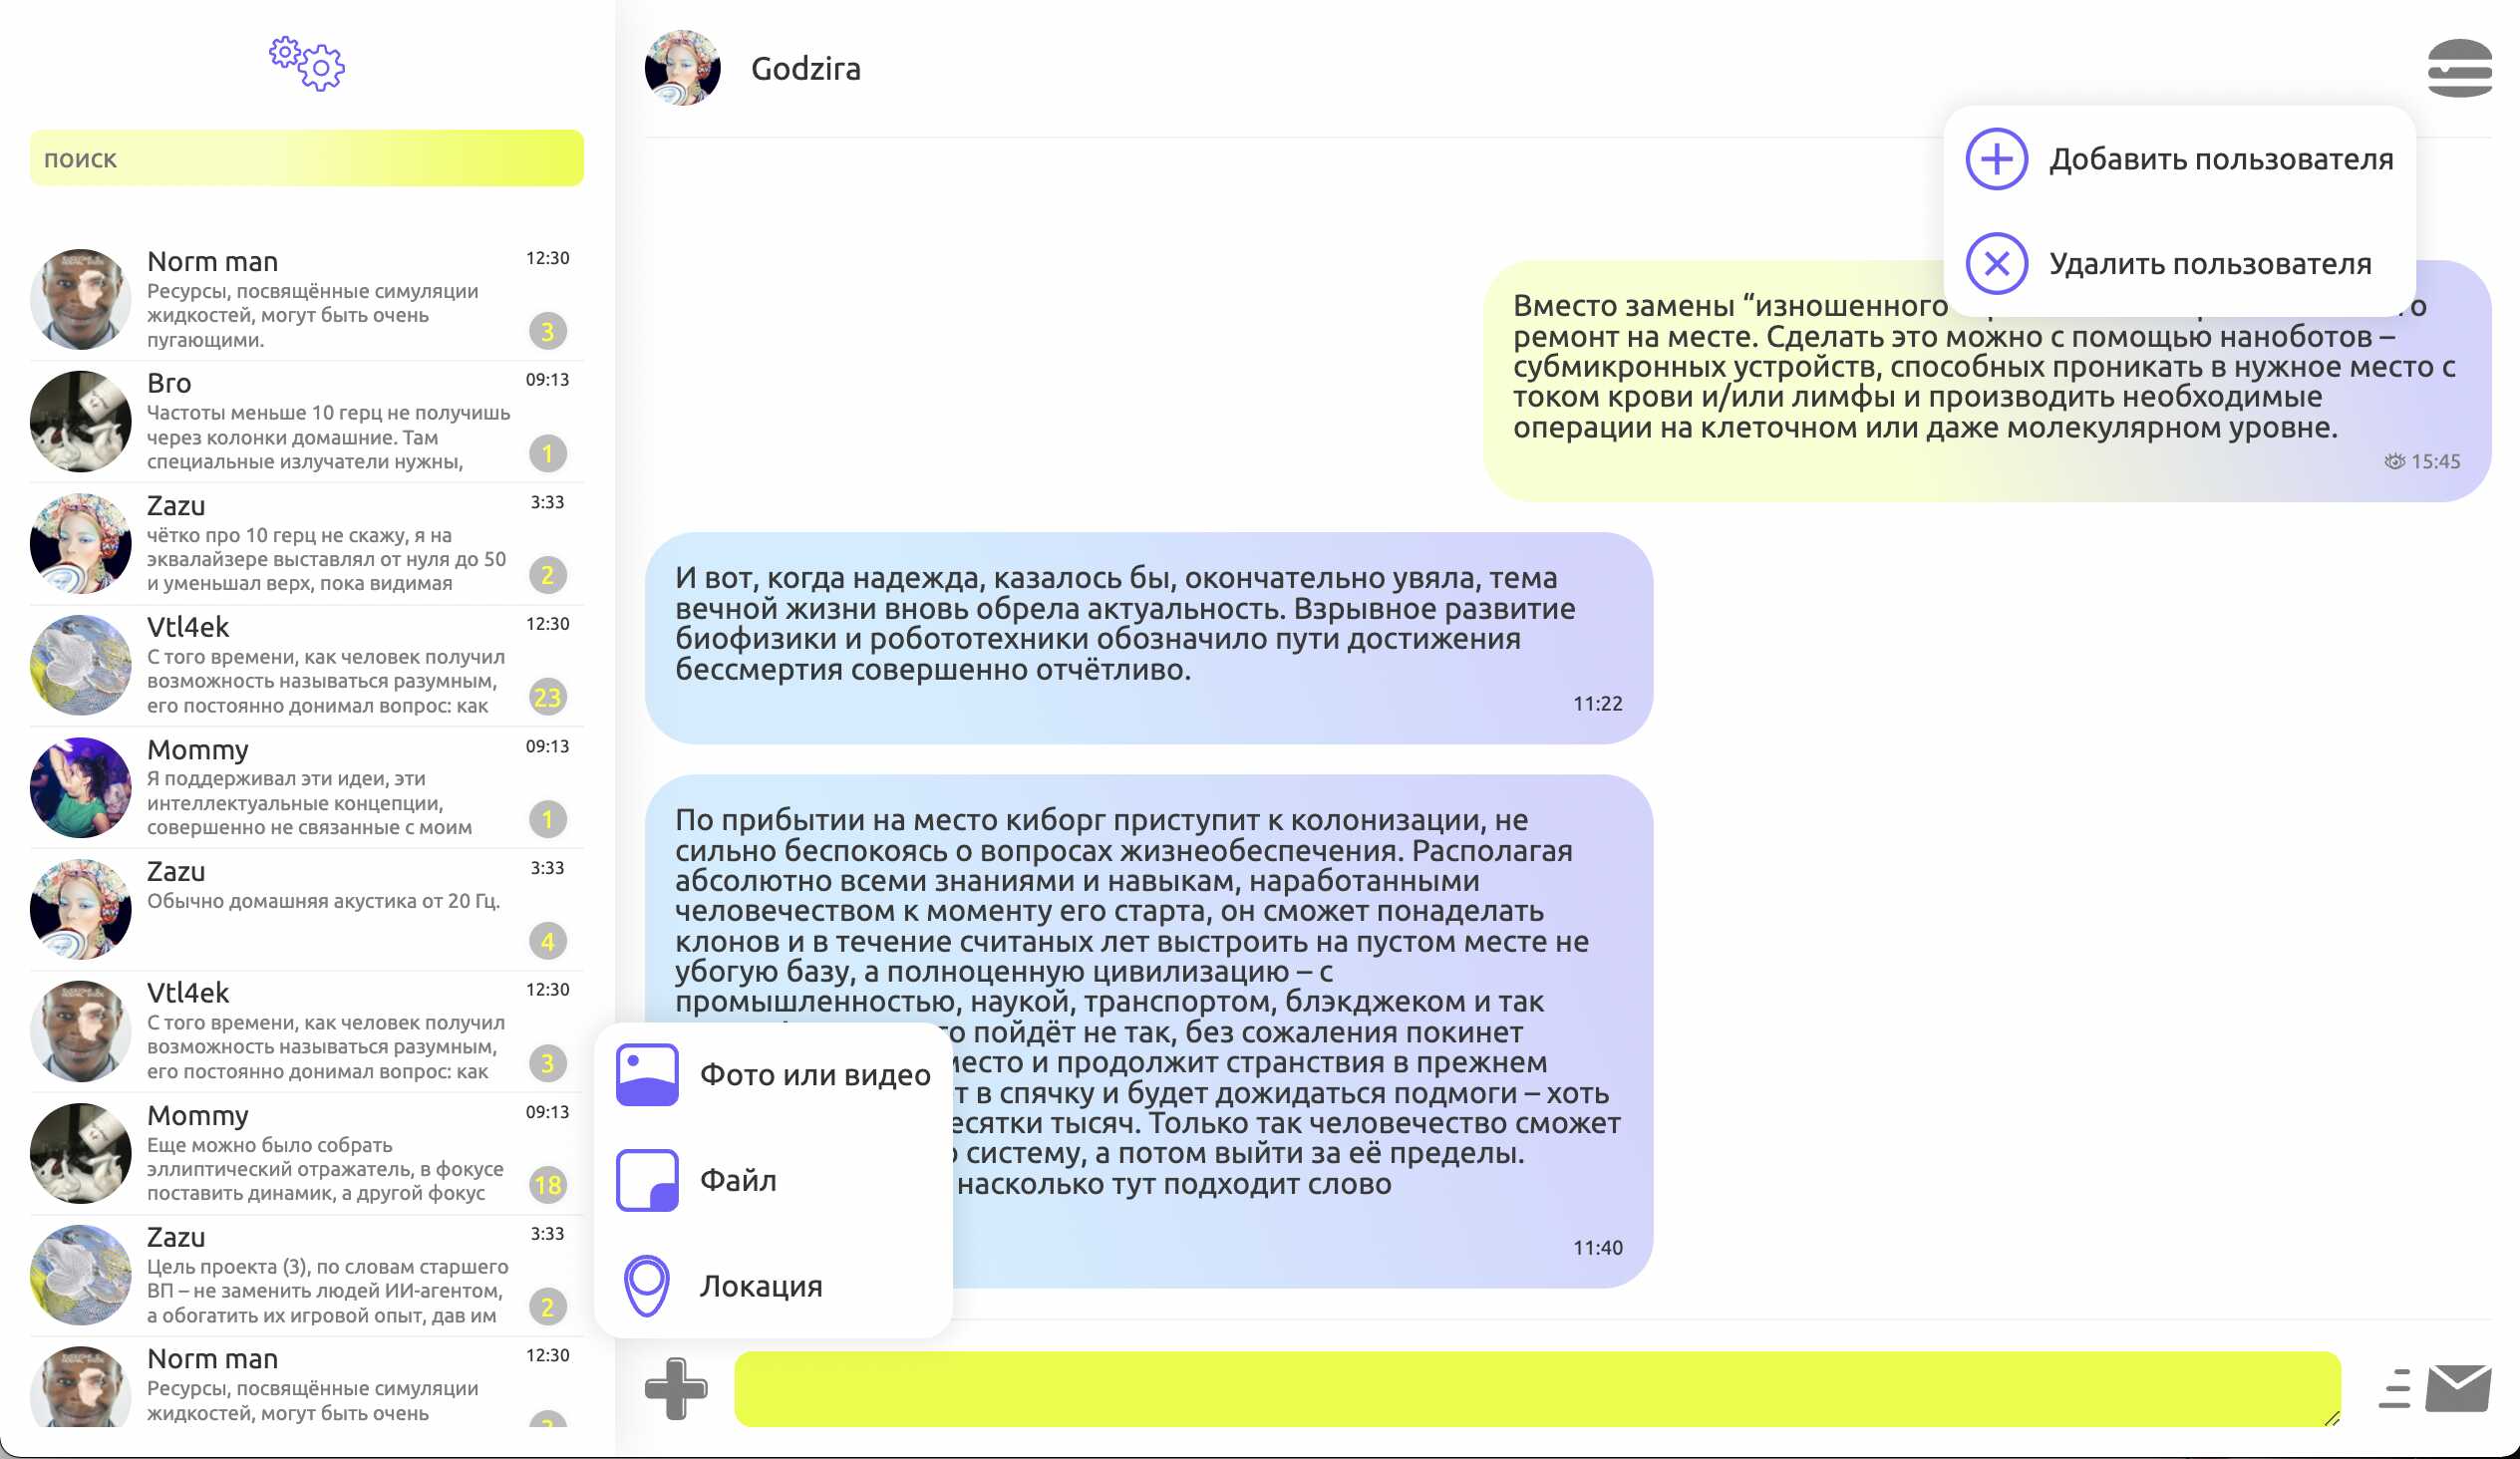 поиск
Norm man
12:30
Ресурсы, посвящённые симуляции
жидкостей, могут быть очень
пугающими.
3
Bro
09:13
Частоты меньше 10 герц не получишь
через колонки домашние. Там
специальные излучатели нужны,
1
Zazu
3:33
чётко про 10 герц не скажу, я на
эквалайзере выставлял от нуля до 50
и уменьшал верх, пока видимая
2
Vtl4ek
12:30
С того времени, как человек получил
возможность называться разумным,
его постоянно донимал вопрос: как
23
Mommy
09:13
Я поддерживал эти идеи, эти
интеллектуальные концепции,
совершенно не связанные с моим
1
Zazu
3:33
Обычно домашняя акустика от 20 Гц.
4
Vtl4ek
12:30
С того времени, как человек получил
возможность называться разумным,
его постоянно донимал вопрос: как
3
Mommy
09:13
Еще можно было собрать
эллиптический отражатель, в фокусе
поставить динамик, а другой фокус
18
Zazu
3:33
Цель проекта (3), по словам старшего
ВП – не заменить людей ИИ-агентом,
а обогатить их игровой опыт, дав им
2
Norm man
12:30
Ресурсы, посвящённые симуляции
жидкостей, могут быть очень
Godzira
Добавить пользователя
Удалить пользователя
Вместо замены “изношенного
ремонт на месте. Сделать это можно с помощью наноботов –
субмикронных устройств, способных проникать в нужное место с
током крови и/или лимфы и производить необходимые
операции на клеточном или даже молекулярном уровне.
15:45
И вот, когда надежда, казалось бы, окончательно увяла, тема
вечной жизни вновь обрела актуальность. Взрывное развитие
биофизики и робототехники обозначило пути достижения
бессмертия совершенно отчётливо.
11:22
По прибытии на место киборг приступит к колонизации, не
сильно беспокоясь о вопросах жизнеобеспечения. Располагая
абсолютно всеми знаниями и навыкам, наработанными
человечеством к моменту его старта, он сможет понаделать
клонов и в течение считаных лет выстроить на пустом месте не
убогую базу, а полноценную цивилизацию – с
промышленностью, наукой, транспортом, блэкджеком и так
пойдёт не так, без сожаления покинет
место и продолжит странствия в прежнем
в спячку и будет дожидаться подмоги – хоть
тысяч. Только так человечество сможет
систему, а потом выйти за её пределы.
насколько тут подходит слово
11:40
Фото или видео
Файл
Локация